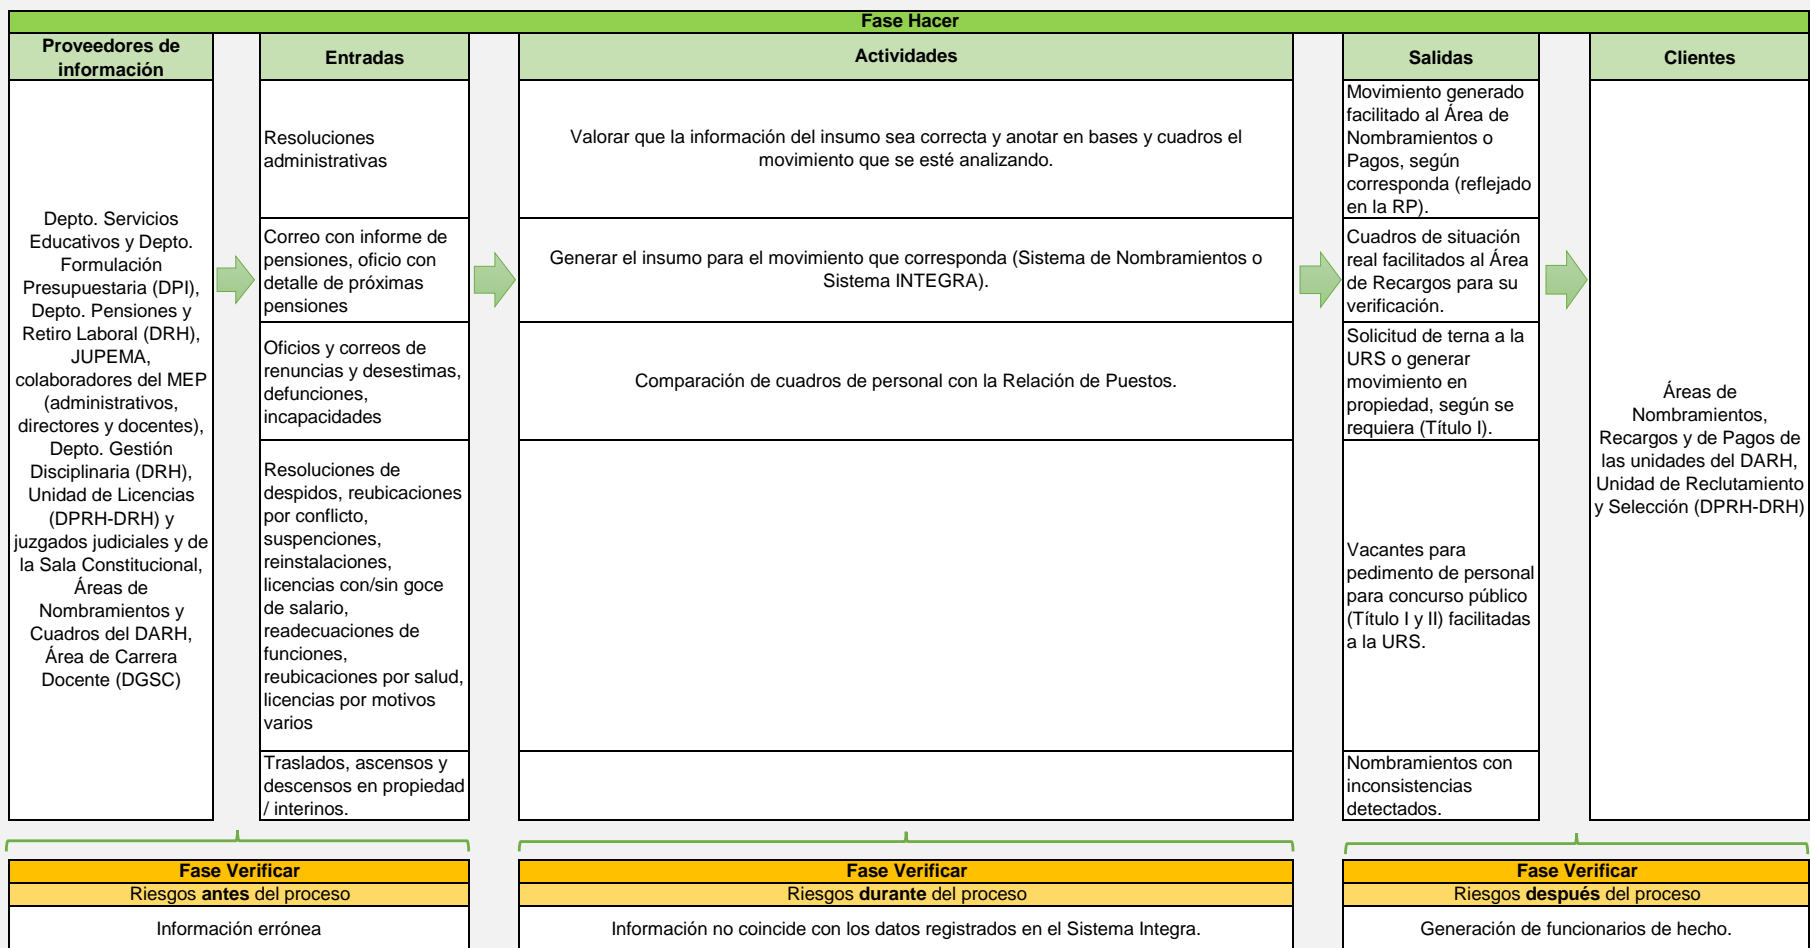 Fase Hacer
Proveedores de
información
Entradas
Actividades
Salidas
Clientes
Depto. Servicios
Educativos y Depto.
Formulación
Presupuestaria (DPI),
Depto. Pensiones y
Retiro Laboral (DRH),
JUPEMA,
colaboradores del MEP
(administrativos,
directores y docentes),
Depto. Gestión
Disciplinaria (DRH),
Unidad de Licencias
(DPRH-DRH) y
juzgados judiciales y de
la Sala Constitucional,
Áreas de
Nombramientos y
Cuadros del DARH,
Área de Carrera
Docente (DGSC)
Resoluciones
administrativas
Correo con informe de
pensiones, oficio con
detalle de próximas
pensiones
Oficios y correos de
renuncias y desestimas,
defunciones,
incapacidades
Resoluciones de
despidos, reubicaciones
por conflicto,
suspenciones,
reinstalaciones,
licencias con/sin goce
de salario,
readecuaciones de
funciones,
reubicaciones por salud,
licencias por motivos
varios
Traslados, ascensos y
descensos en propiedad
/ interinos.
Valorar que la información del insumo sea correcta y anotar en bases y cuadros el
movimiento que se esté analizando.
Generar el insumo para el movimiento que corresponda (Sistema de Nombramientos o
Sistema INTEGRA).
Comparación de cuadros de personal con la Relación de Puestos.
Movimiento generado
facilitado al Área de
Nombramientos o
Pagos, según
corresponda (reflejado
en la RP).
Cuadros de situación
real facilitados al Área
de Recargos para su
verificación.
Solicitud de terna a la
URS o generar
movimiento en
propiedad, según se
requiera (Título I).
Vacantes para
pedimento de personal
para concurso público
(Título I y II) facilitadas
a la URS.
Nombramientos con
inconsistencias
detectados.
Áreas de
Nombramientos,
Recargos y de Pagos de
las unidades del DARH,
Unidad de Reclutamiento
y Selección (DPRH-DRH)
Fase Verificar
Riesgos antes del proceso
Información errónea
Fase Verificar
Riesgos durante del proceso
Información no coincide con los datos registrados en el Sistema Integra.
Fase Verificar
Riesgos después del proceso
Generación de funcionarios de hecho.